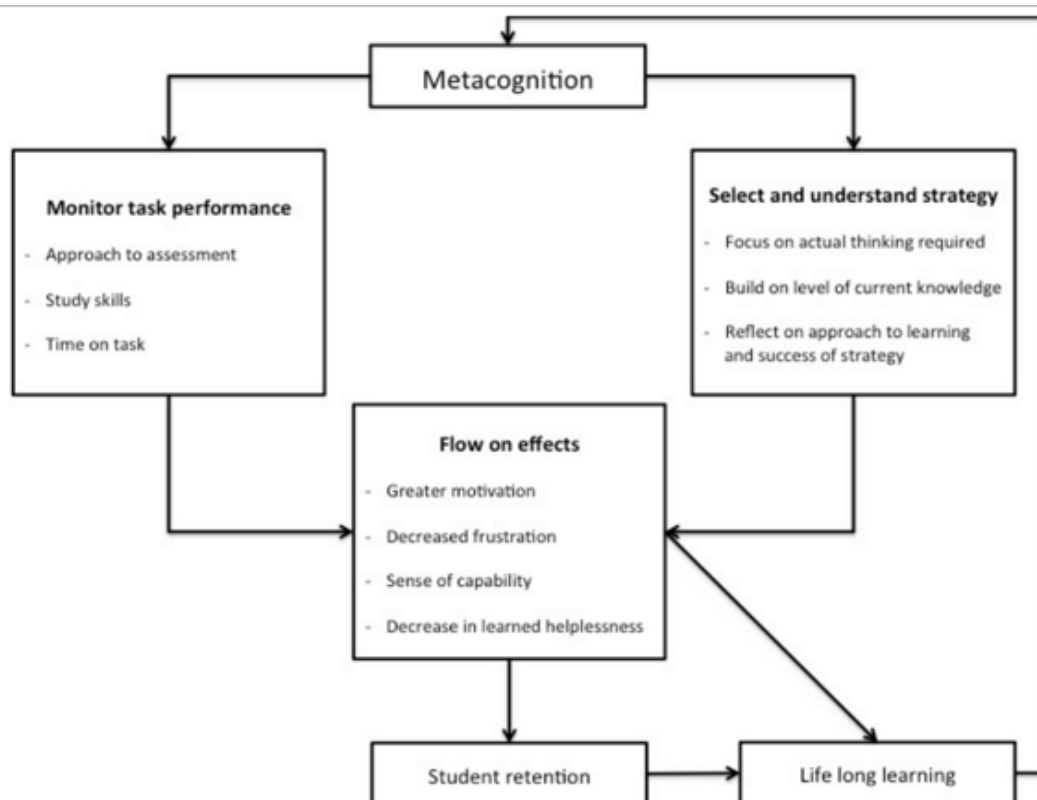 Metacognition
Monitor task performance
- Approach to assessment
- Study skills
- Time on task
Select and understand strategy
- Focus on actual thinking required
- Build on level of current knowledge
- Reflect on approach to learning
and success of strategy
Flow on effects
- Greater motivation
- Decreased frustration
- Sense of capability
- Decrease in learned helplessness
Student retention
Life long learning